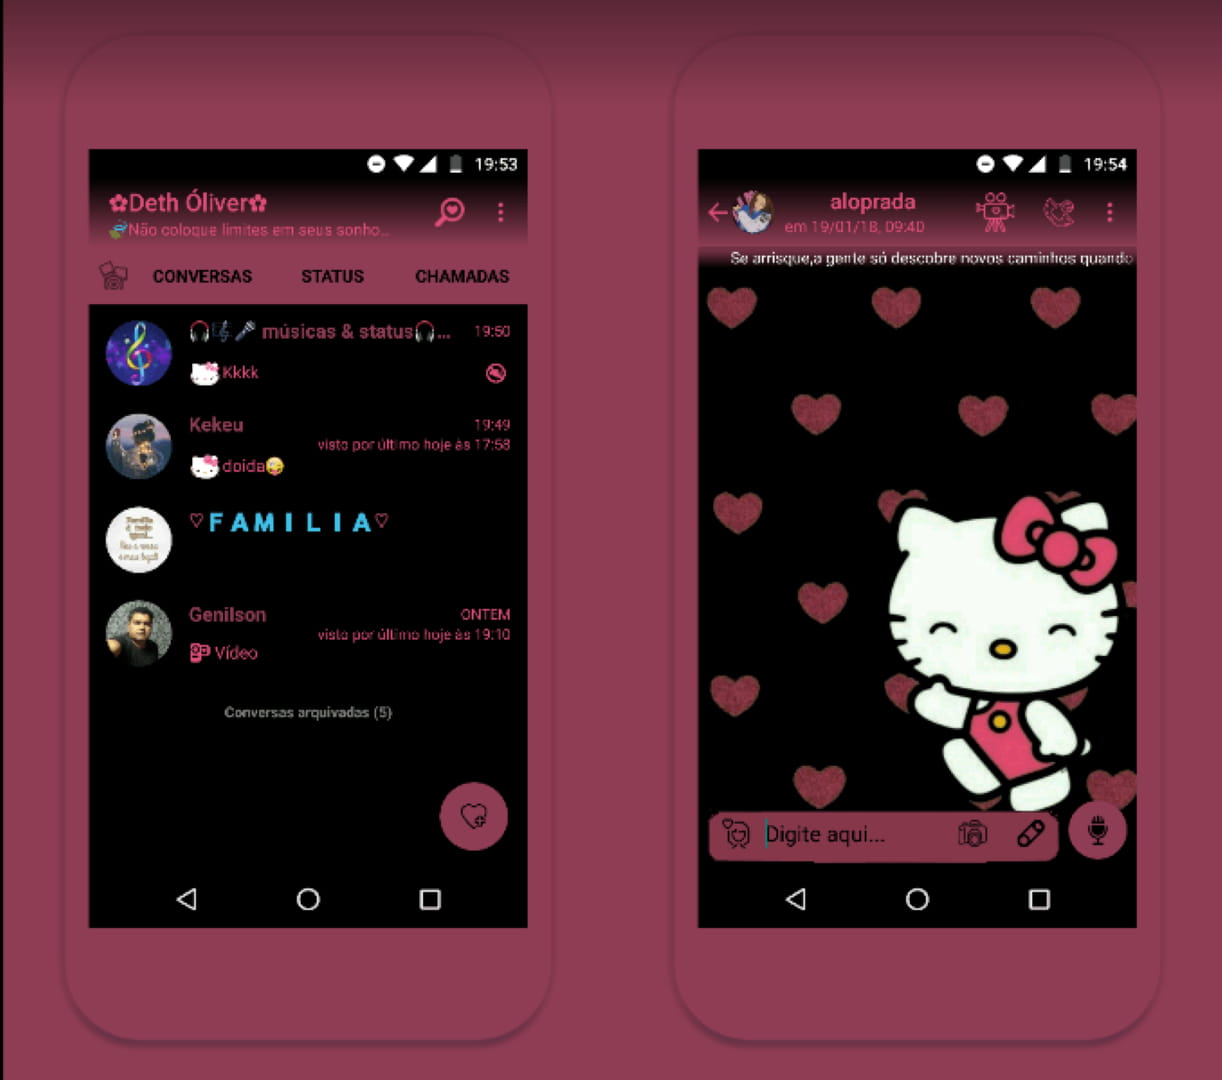 19:53
✿Deth Óliver✿
Não coloque limites em seus sonho...
CONVERSAS STATUS CHAMADAS
músicas & status🎧... 19:50
Kkkk
Kekeu 19:49
visto por último hoje às 17:58
doida😜
♡FAMILIA♡
Genilson ONTEM
visto por último hoje às 19:10
Vídeo
Conversas arquivadas (5)
19:54
aloprada
em 19/01/18, 09:40
Se arrisque,a gente só descobre novos caminhos quando
Digite aqui...